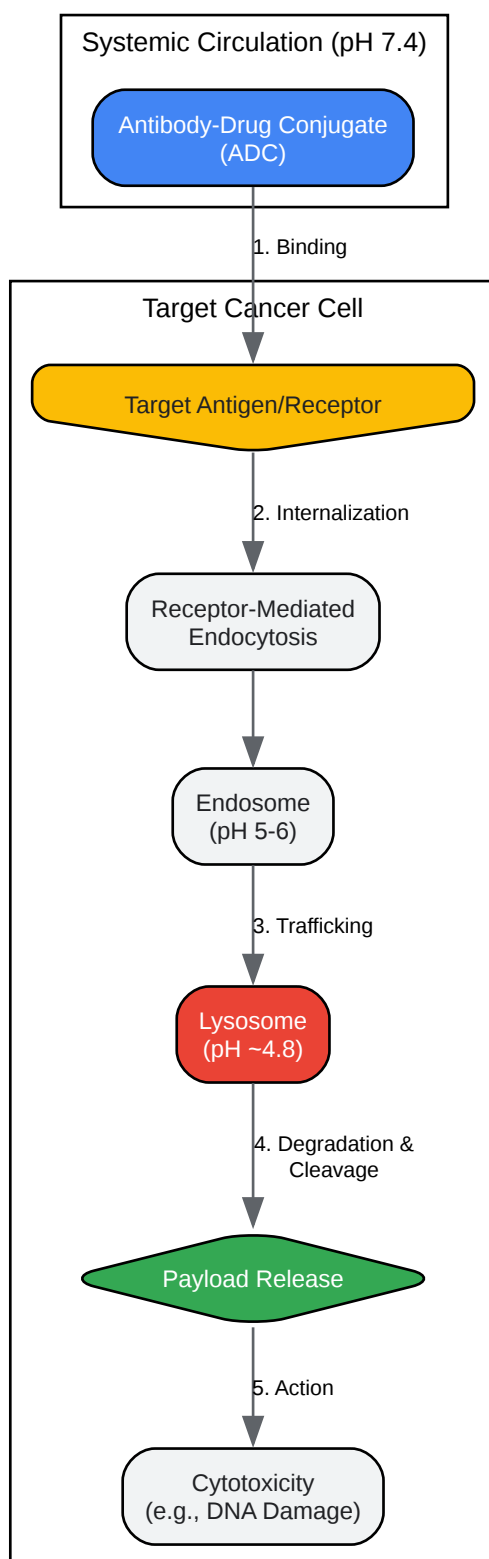 Systemic Circulation (pH 7.4)
Antibody-Drug Conjugate
(ADC)
1. Binding
Target Cancer Cell
Target Antigen/Receptor
2. Internalization
Receptor-Mediated
Endocytosis
Endosome
(pH 5-6)
3. Trafficking
Lysosome
(pH ~4.8)
4. Degradation &
Cleavage
Payload Release
5. Action
Cytotoxicity
(e.g., DNA Damage)